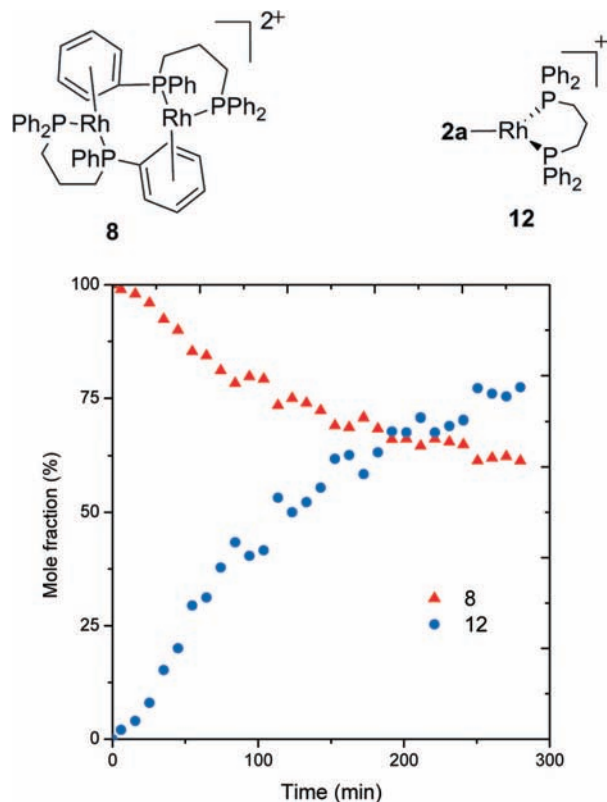 2+
+
PPh
Ph₂P
Rh
Rh
PPh₂
PhP
8
Ph₂
P
2a
Rh
P
Ph₂
12
100
75
50
25
0
0
100
200
300
Mole fraction (%)
8
12
Time (min)